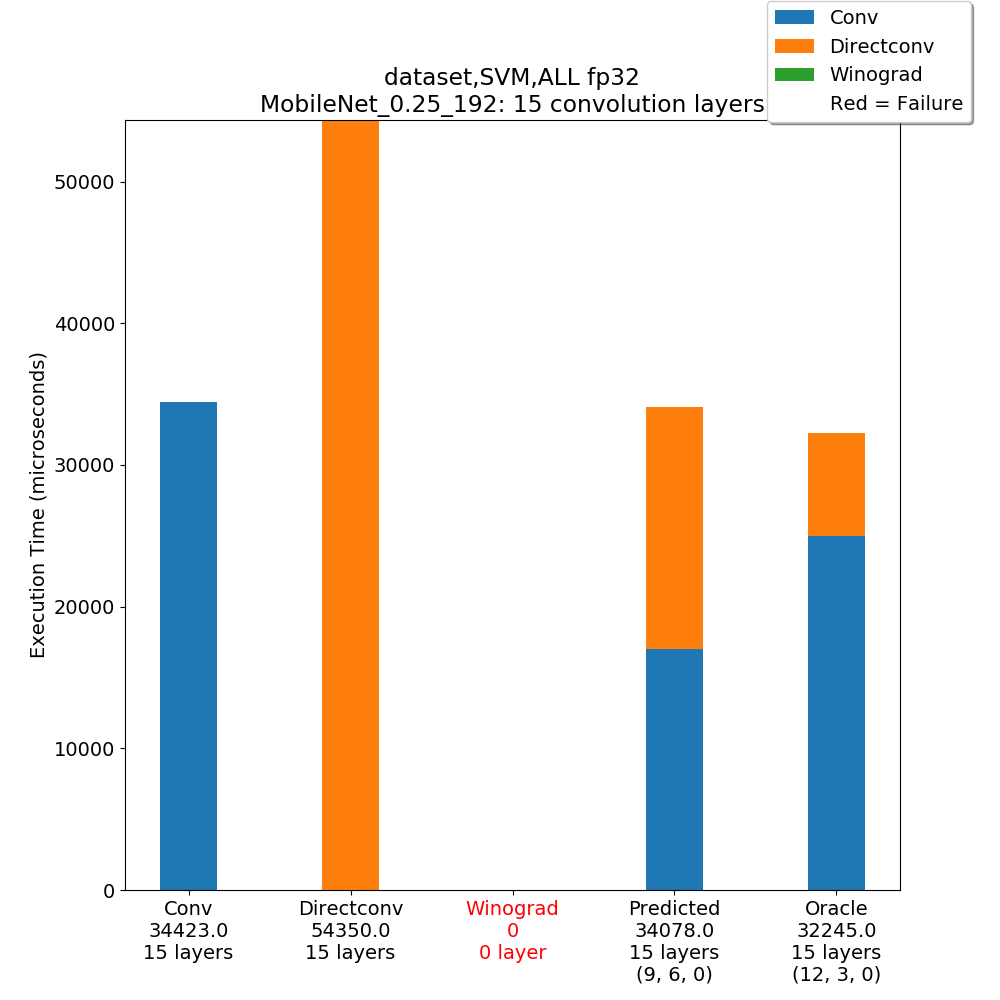 Conv
Directconv
Winograd
Red = Failure
dataset,SVM,ALL fp32
MobileNet_0.25_192: 15 convolution layers
50000
40000
30000
20000
10000
0
Execution Time (microseconds)
Conv
34423.0
15 layers
Directconv
54350.0
15 layers
Winograd
0
0 layer
Predicted
34078.0
15 layers
(9, 6, 0)
Oracle
32245.0
15 layers
(12, 3, 0)